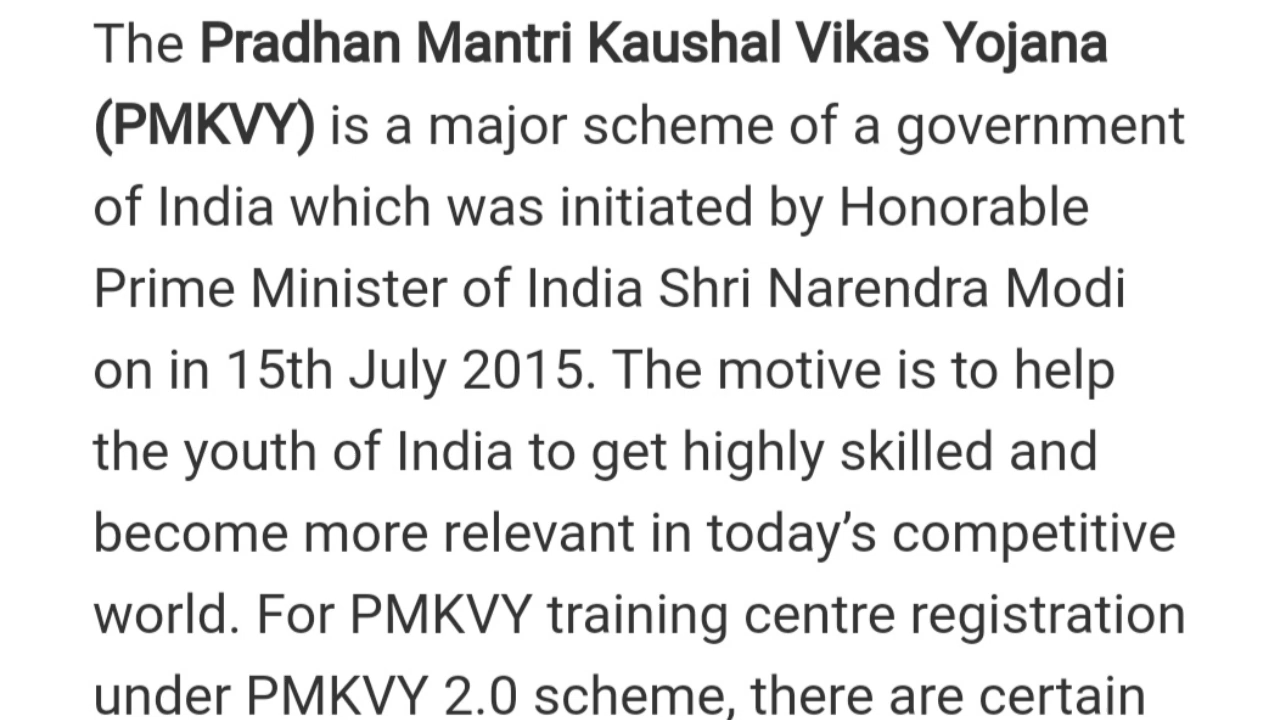 The Pradhan Mantri Kaushal Vikas Yojana
(PMKVY) is a major scheme of a government
of India which was initiated by Honorable
Prime Minister of India Shri Narendra Modi
on in 15th July 2015. The motive is to help
the youth of India to get highly skilled and
become more relevant in today’s competitive
world. For PMKVY training centre registration
under PMKVY 2.0 scheme, there are certain